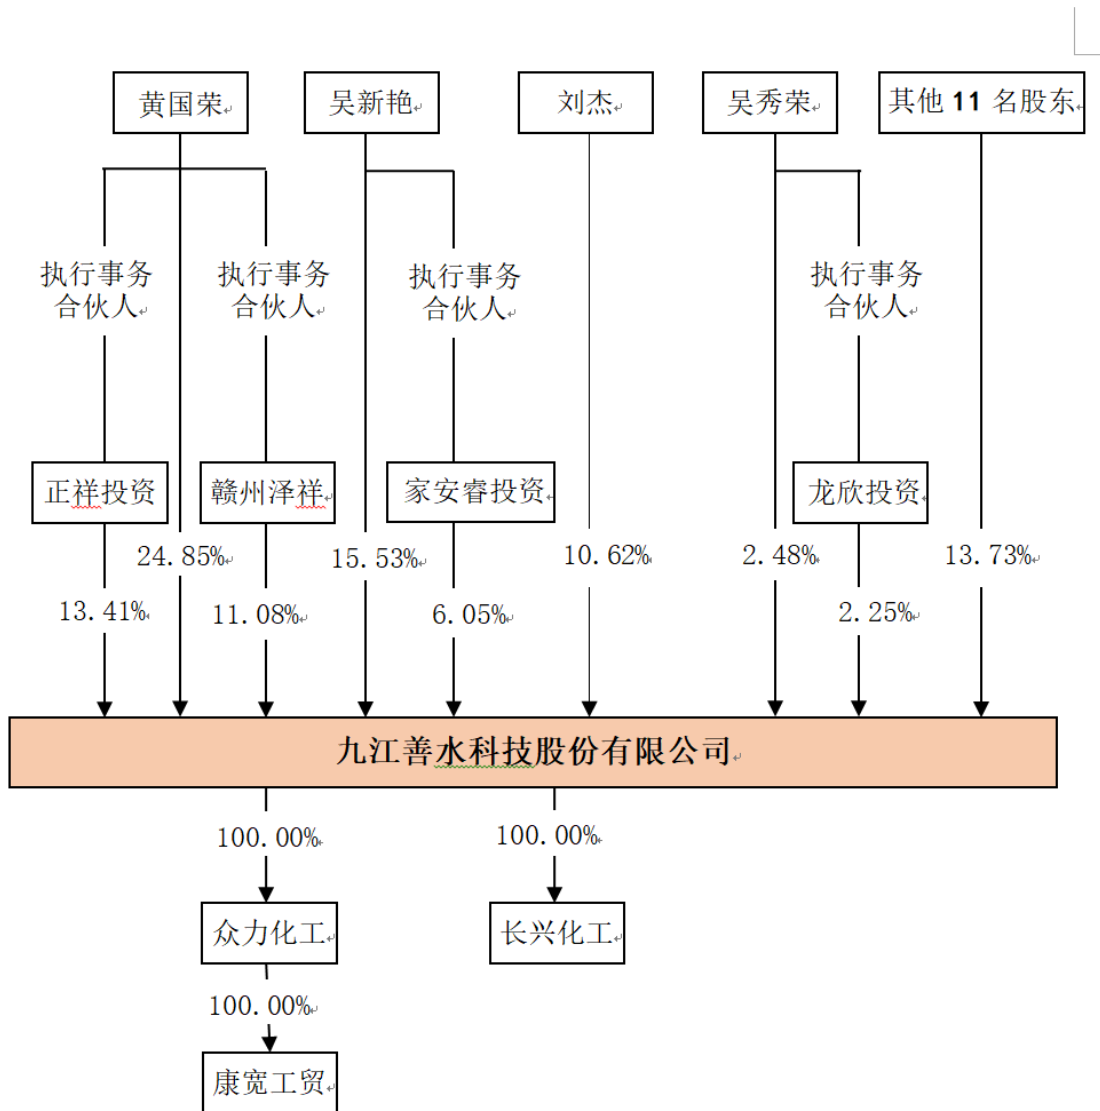 黄国荣
吴新艳
刘杰
吴秀荣
其他 11 名股东
执行事务
合伙人
执行事务
合伙人
执行事务
合伙人
执行事务
合伙人
正祥投资
赣州泽祥
家安睿投资
龙欣投资
24.85%
15.53%
10.62%
2.48%
13.73%
13.41%
11.08%
6.05%
2.25%
九江善水科技股份有限公司
100.00%
100.00%
众力化工
长兴化工
100.00%
康宽工贸